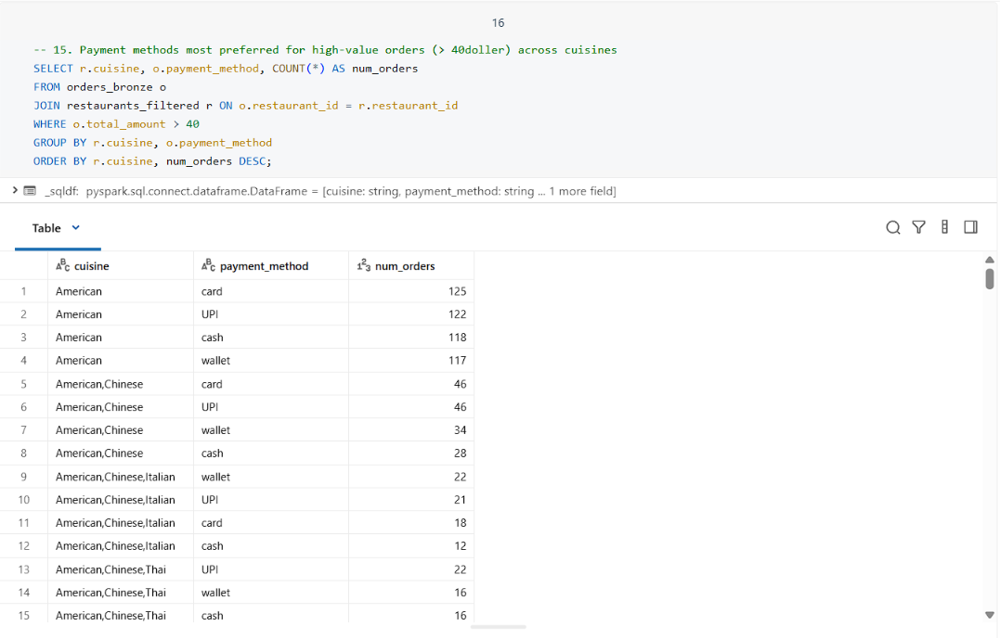 16
-- 15. Payment methods most preferred for high-value orders (> 40doller) across cuisines
SELECT r.cuisine, o.payment_method, COUNT(*) AS num_orders
FROM orders_bronze o
JOIN restaurants_filtered r ON o.restaurant_id = r.restaurant_id
WHERE o.total_amount > 40
GROUP BY r.cuisine, o.payment_method
ORDER BY r.cuisine, num_orders DESC;
_sqldf: pyspark.sql.connect.dataframe.DataFrame = [cuisine: string, payment_method: string ... 1 more field]
Table
ABC cuisine ABC payment_method 123 num_orders
1 American card 125
2 American UPI 122
3 American cash 118
4 American wallet 117
5 American,Chinese card 46
6 American,Chinese UPI 46
7 American,Chinese wallet 34
8 American,Chinese cash 28
9 American,Chinese,Italian wallet 22
10 American,Chinese,Italian UPI 21
11 American,Chinese,Italian card 18
12 American,Chinese,Italian cash 12
13 American,Chinese,Thai UPI 22
14 American,Chinese,Thai wallet 16
15 American,Chinese,Thai cash 16